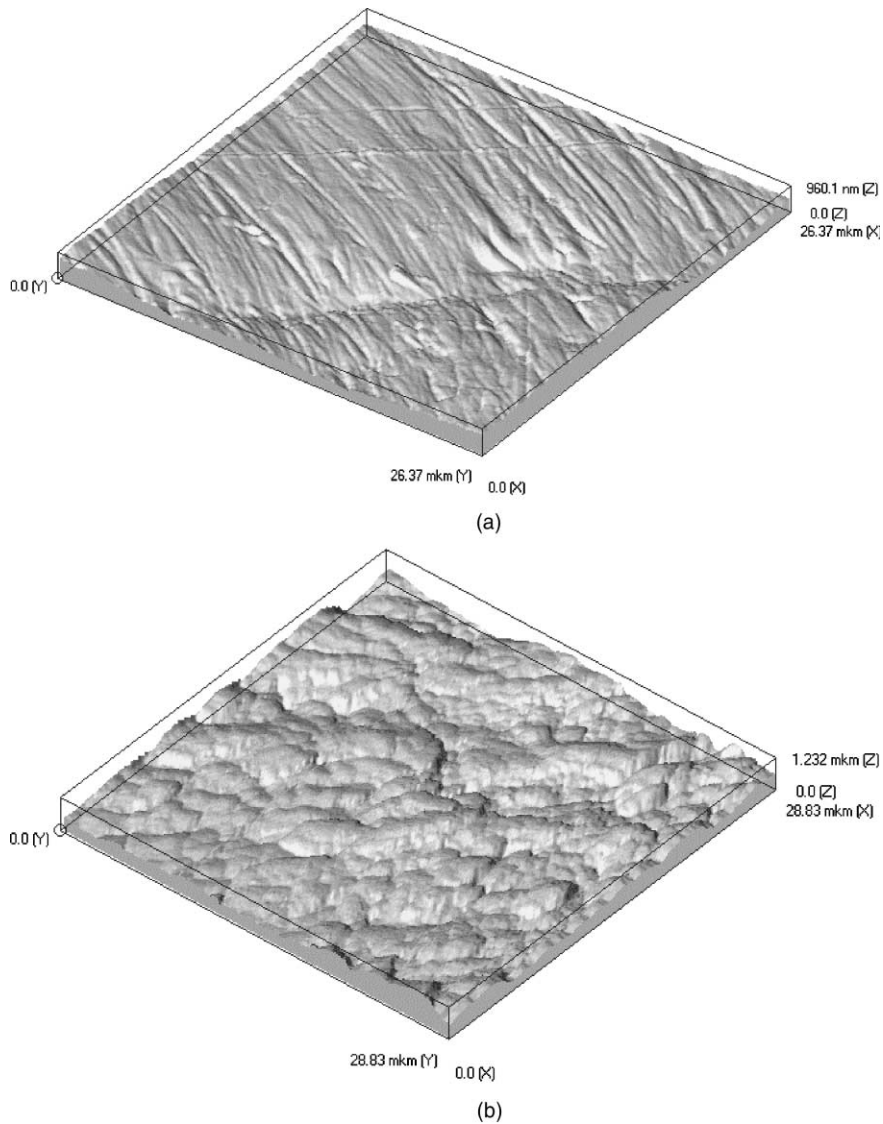 960.1 nm (Z)
0.0 (Z)
26.37 mkm (X)
0.0 (Y)
26.37 mkm (Y)
0.0 (X)
(a)
1.232 mkm (Z)
0.0 (Z)
28.83 mkm (X)
0.0 (Y)
28.83 mkm (Y)
0.0 (X)
(b)